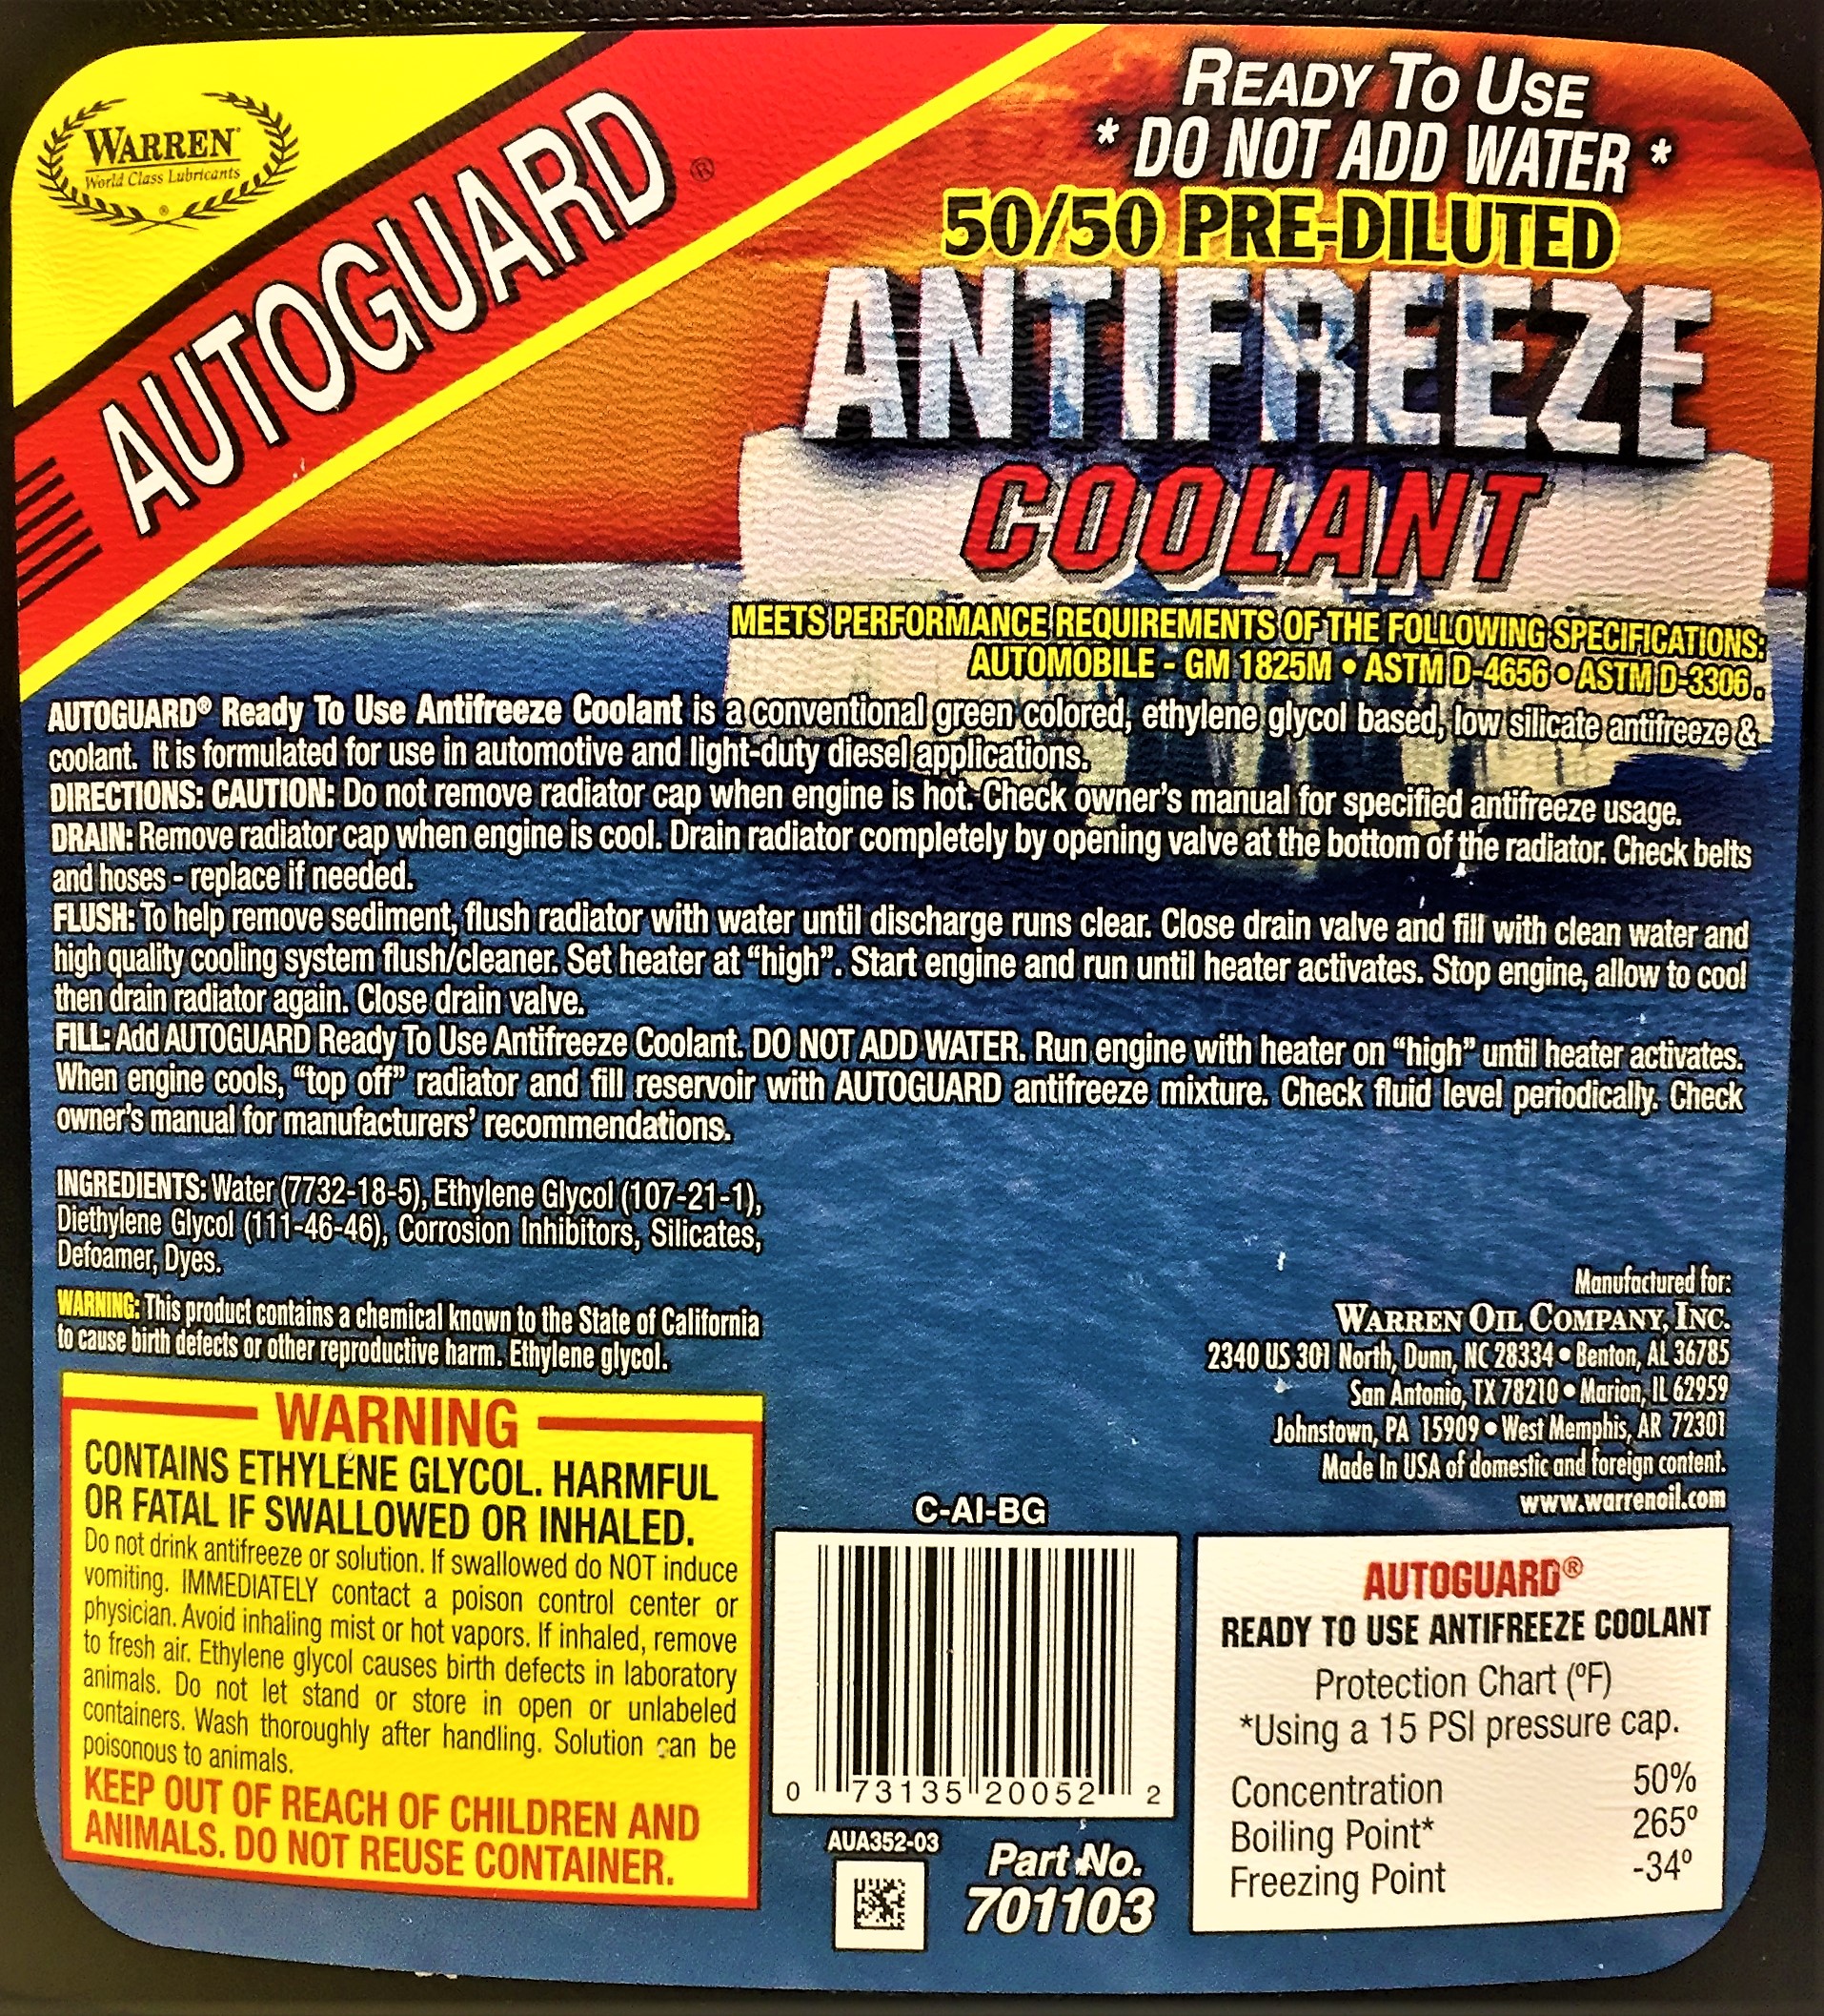 WARREN®
World Class Lubricants
®
AUTOGUARD®
READY TO USE
* DO NOT ADD WATER *
50/50 PRE-DILUTED
ANTIFREEZE
COOLANT
MEETS PERFORMANCE REQUIREMENTS OF THE FOLLOWING SPECIFICATIONS:
AUTOMOBILE - GM 1825M • ASTM D-4656 • ASTM D-3306.
AUTOGUARD® Ready To Use Antifreeze Coolant is a conventional green colored, ethylene glycol based, low silicate antifreeze &
coolant. It is formulated for use in automotive and light-duty diesel applications.
DIRECTIONS: CAUTION: Do not remove radiator cap when engine is hot. Check owner's manual for specified antifreeze usage.
DRAIN: Remove radiator cap when engine is cool. Drain radiator completely by opening valve at the bottom of the radiator. Check belts
and hoses - replace if needed.
FLUSH: To help remove sediment, flush radiator with water until discharge runs clear. Close drain valve and fill with clean water and
high quality cooling system flush/cleaner. Set heater at "high". Start engine and run until heater activates. Stop engine, allow to cool
then drain radiator again. Close drain valve.
FILL: Add AUTOGUARD Ready To Use Antifreeze Coolant. DO NOT ADD WATER. Run engine with heater on "high" until heater activates.
When engine cools, "top off" radiator and fill reservoir with AUTOGUARD antifreeze mixture. Check fluid level periodically. Check
owner's manual for manufacturers' recommendations.
INGREDIENTS: Water (7732-18-5), Ethylene Glycol (107-21-1),
Diethylene Glycol (111-46-46), Corrosion Inhibitors, Silicates,
Defoamer, Dyes.
WARNING: This product contains a chemical known to the State of California
to cause birth defects or other reproductive harm. Ethylene glycol.
WARNING
CONTAINS ETHYLENE GLYCOL. HARMFUL
OR FATAL IF SWALLOWED OR INHALED.
Do not drink antifreeze or solution. If swallowed do NOT induce
vomiting. IMMEDIATELY contact a poison control center or
physician. Avoid inhaling mist or hot vapors. If inhaled, remove
to fresh air. Ethylene glycol causes birth defects in laboratory
animals. Do not let stand or store in open or unlabeled
containers. Wash thoroughly after handling. Solution can be
poisonous to animals.
KEEP OUT OF REACH OF CHILDREN AND
ANIMALS. DO NOT REUSE CONTAINER.
C-AI-BG
0 73135 20052 2
AUA352-03
Part No.
701103
Manufactured for:
WARREN OIL COMPANY, INC.
2340 US 301 North, Dunn, NC 28334 • Benton, AL 36785
San Antonio, TX 78210 • Marion, IL 62959
Johnstown, PA 15909 • West Memphis, AR 72301
Made In USA of domestic and foreign content.
www.warrenoil.com
AUTOGUARD®
READY TO USE ANTIFREEZE COOLANT
Protection Chart (ºF)
*Using a 15 PSI pressure cap.
Concentration 50%
Boiling Point* 265º
Freezing Point -34º